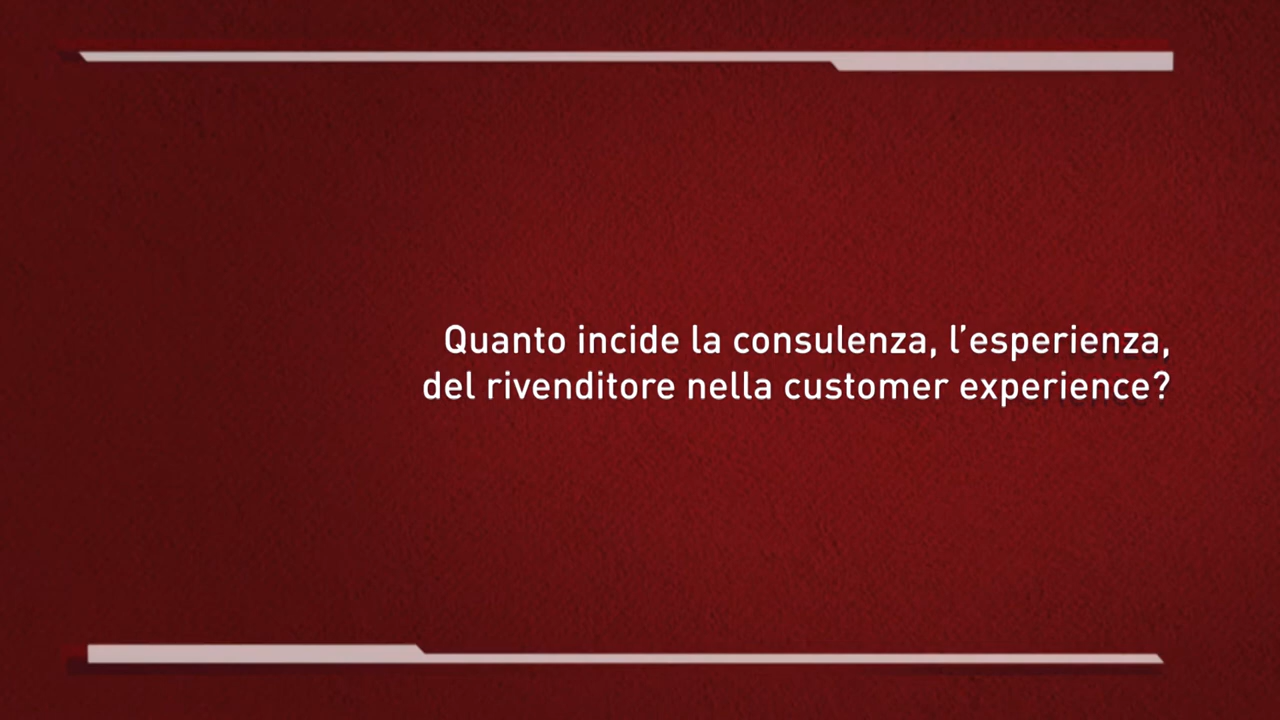 Quanto incide la consulenza, l’esperienza,
del rivenditore nella customer experience?